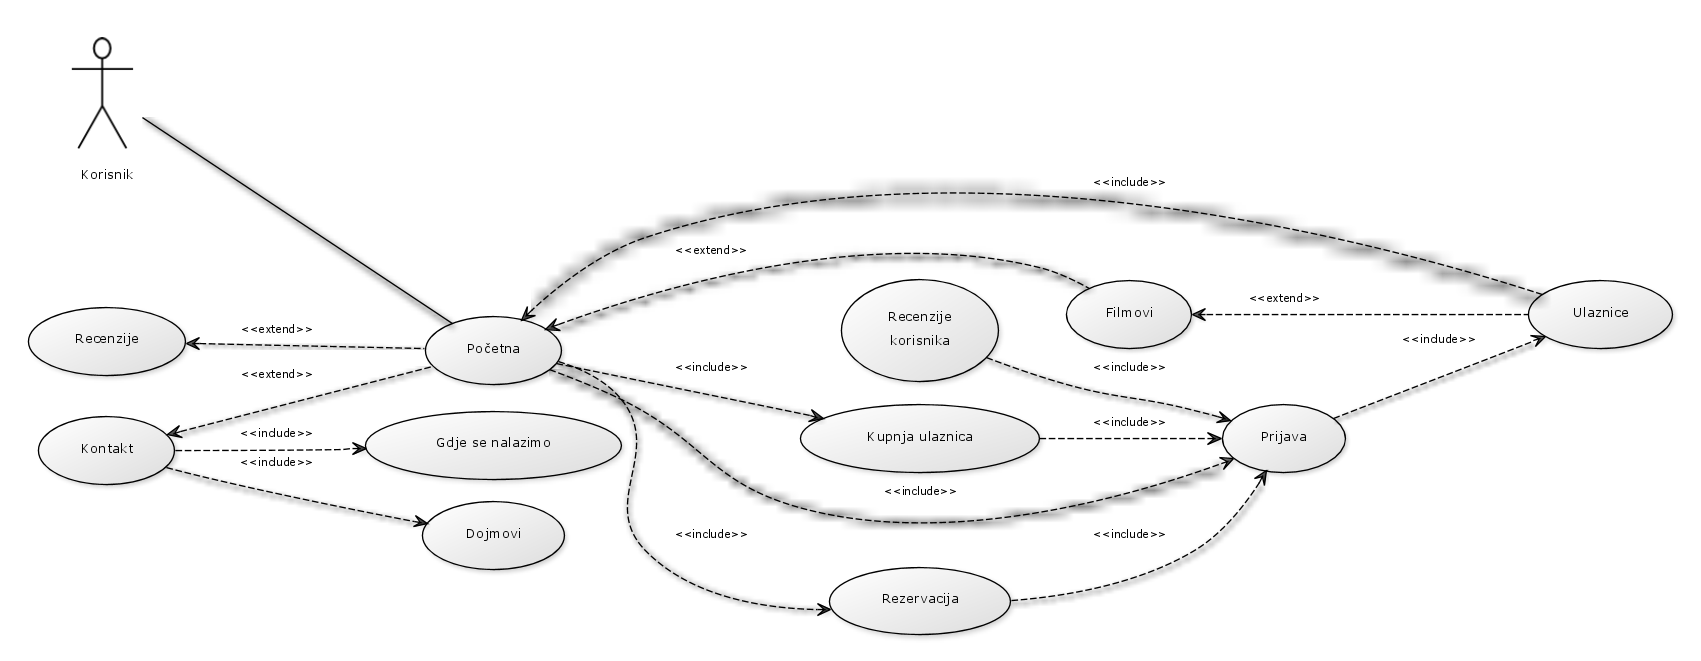 Korisnik
<<include>>
<<extend>>
<<extend>>
Filmovi
Ulaznice
Recenzije
korisnika
<<extend>>
Recenzije
Početna
<<include>>
<<extend>>
<<include>>
<<include>>
<<include>>
Kupnja ulaznica
Prijava
<<include>>
Gdje se nalazimo
Kontakt
<<include>>
<<include>>
Dojmovi
<<include>>
<<include>>
Rezervacija